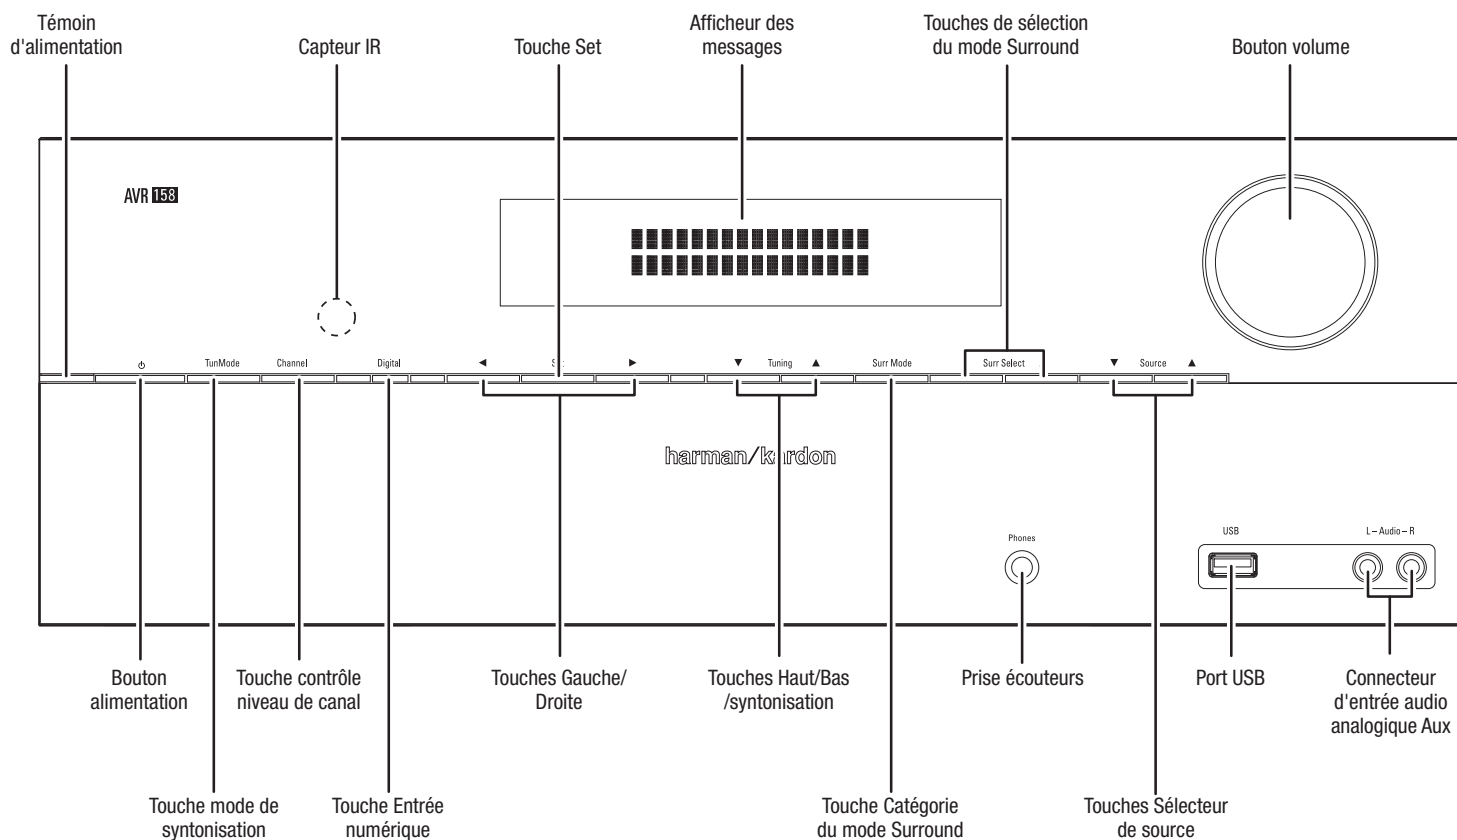 Témoin
d'alimentation
Capteur IR
Touche Set
Afficheur des
messages
Touches de sélection
du mode Surround
Bouton volume
AVR 158
TunMode
Channel
Digital
Tuning
Surr Mode
Surr Select
Source
harman/kardon
Phones
USB
L – Audio – R
Bouton
alimentation
Touche contrôle
niveau de canal
Touches Gauche/
Droite
Touches Haut/Bas
/syntonisation
Prise écouteurs
Port USB
Connecteur
d'entrée audio
analogique Aux
Touche mode de
syntonisation
Touche Entrée
numérique
Touche Catégorie
du mode Surround
Touches Sélecteur
de source